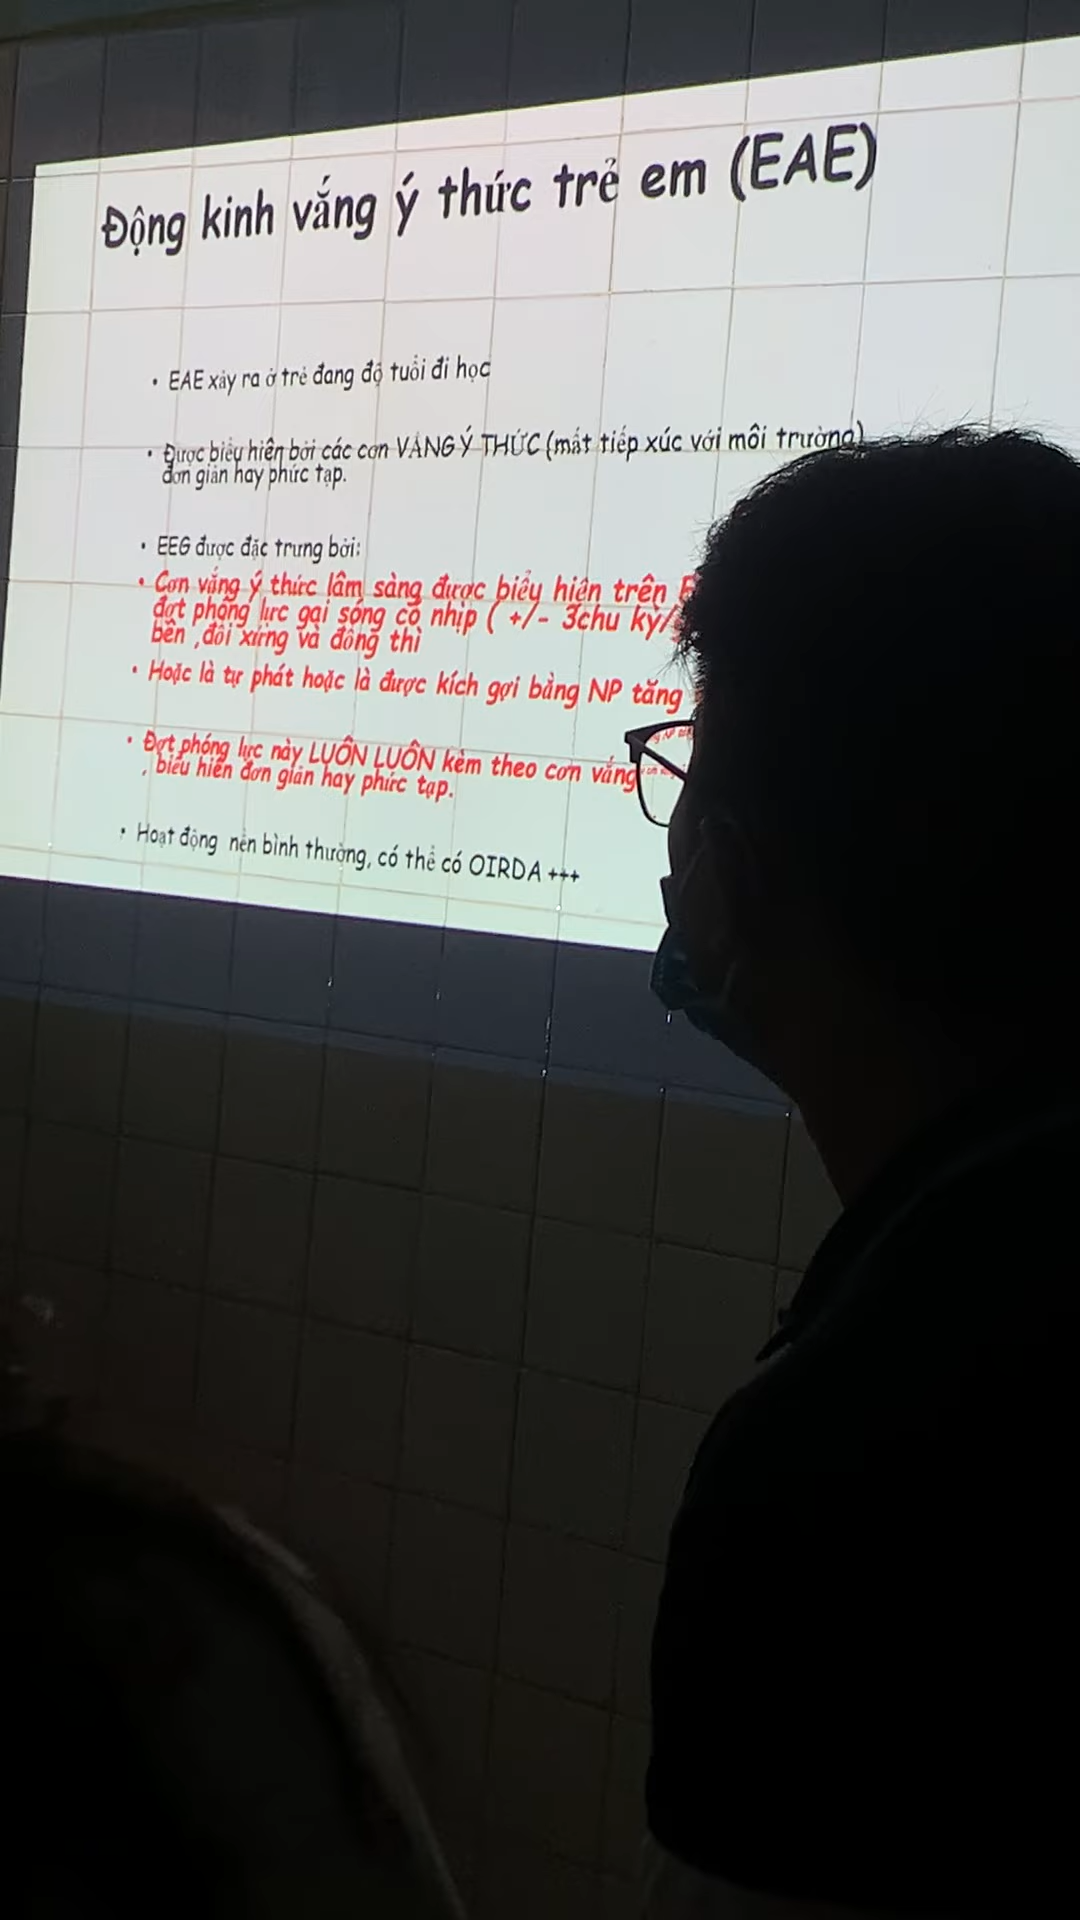 Động kinh vắng ý thức trẻ em (EAE)
• EAE xảy ra ở trẻ đang độ tuổi đi học
• Được biểu hiện bởi các cơn VẮNG Ý THỨC (mất tiếp xúc với môi trường)
đơn giản hay phức tạp.
• EEG được đặc trưng bởi:
• Cơn vắng ý thức lâm sàng được biểu hiện trên
đợt phóng lực gai sóng có nhịp ( +/- 3chu kỳ/
bên ,đối xứng và đồng thì
• Hoặc là tự phát hoặc là được kích gợi bằng NP tăng
• Đợt phóng lực này LUÔN LUÔN kèm theo cơn vắng
, biểu hiện đơn giản hay phức tạp.
• Hoạt động nền bình thường, có thể có OIRDA +++